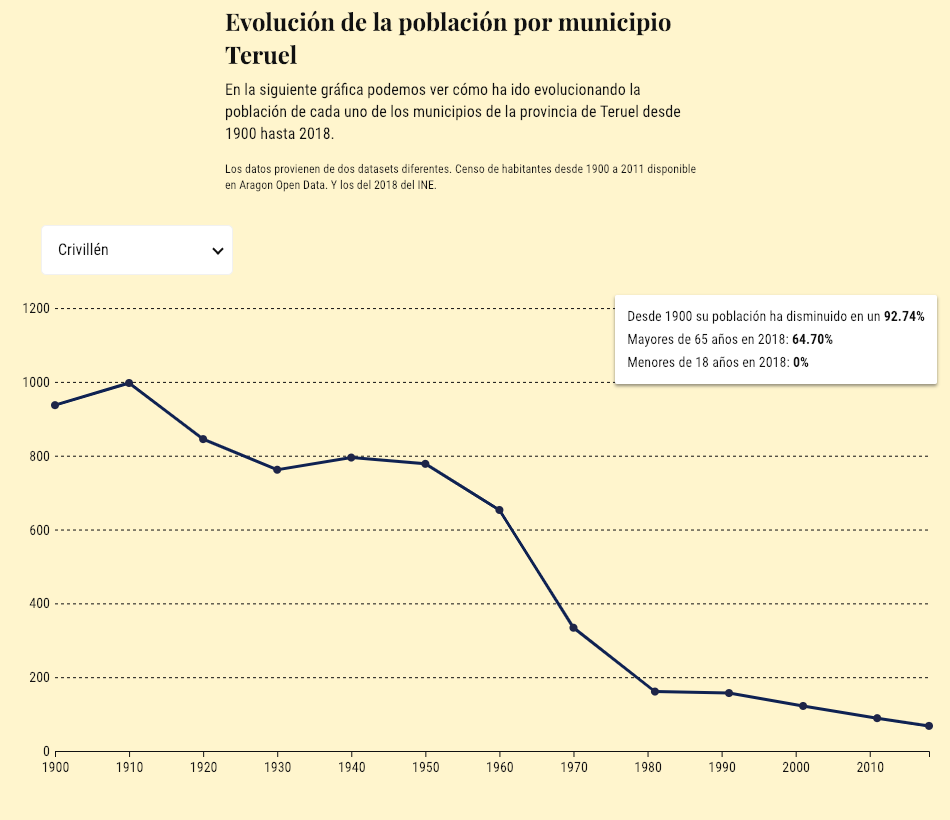 Evolución de la población por municipio
Teruel
En la siguiente gráfica podemos ver cómo ha ido evolucionando la
población de cada uno de los municipios de la provincia de Teruel desde
1900 hasta 2018.
Los datos provienen de dos datasets diferentes. Censo de habitantes desde 1900 a 2011 disponible
en Aragon Open Data. Y los del 2018 del INE.
Crivillén
Desde 1900 su población ha disminuido en un 92.74%
Mayores de 65 años en 2018: 64.70%
Menores de 18 años en 2018: 0%
1200
1000
800
600
400
200
0
1900 1910 1920 1930 1940 1950 1960 1970 1980 1990 2000 2010